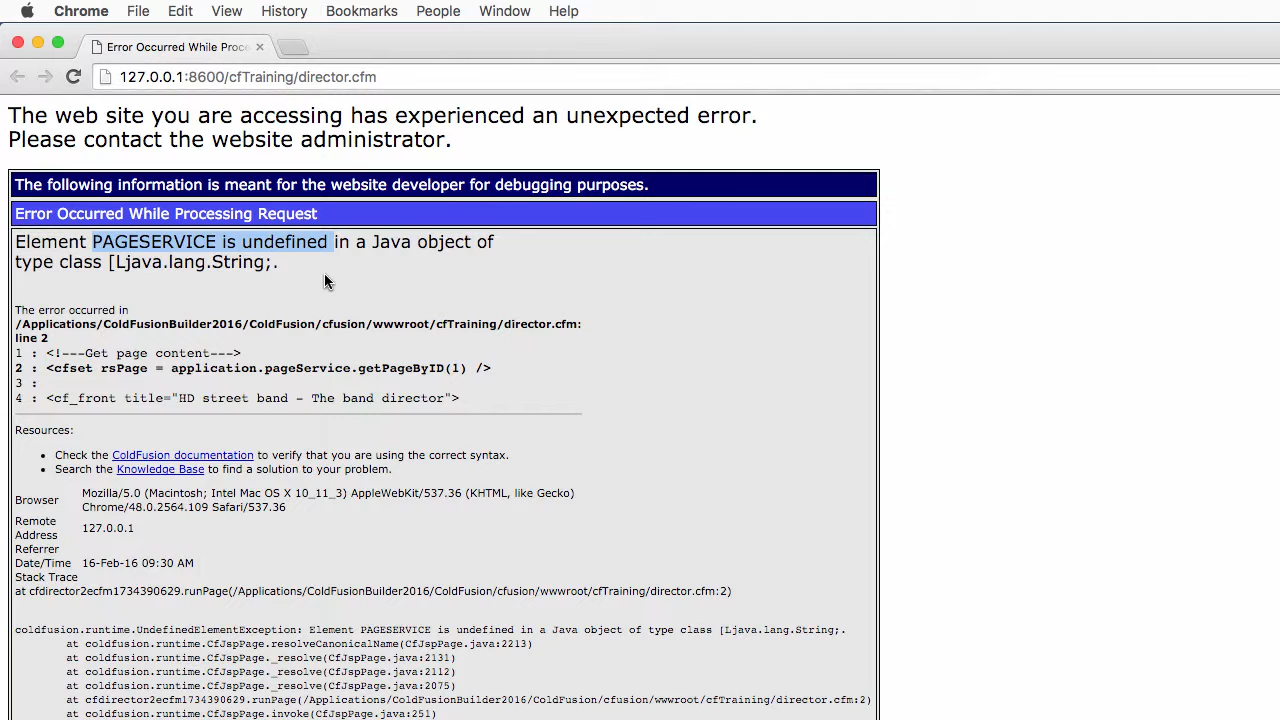 Chrome File Edit View History Bookmarks People Window Help
Error Occurred While Proce
127.0.0.1:8600/cfTraining/director.cfm
The web site you are accessing has experienced an unexpected error.
Please contact the website administrator.
The following information is meant for the website developer for debugging purposes.
Error Occurred While Processing Request
Element PAGESERVICE is undefined in a Java object of
type class [Ljava.lang.String;.
The error occurred in
/Applications/ColdFusionBuilder2016/ColdFusion/cfusion/wwwroot/cfTraining/director.cfm:
line 2
1 : <!---Get page content--->
2 : <cfset rsPage = application.pageService.getPageByID(1) />
3 :
4 : <cf_front title="HD street band - The band director">
Resources:
• Check the ColdFusion documentation to verify that you are using the correct syntax.
• Search the Knowledge Base to find a solution to your problem.
Browser Mozilla/5.0 (Macintosh; Intel Mac OS X 10_11_3) AppleWebKit/537.36 (KHTML, like Gecko)
Chrome/48.0.2564.109 Safari/537.36
Remote
Address 127.0.0.1
Referrer
Date/Time 16-Feb-16 09:30 AM
Stack Trace
at cfdirector2ecfm1734390629.runPage(/Applications/ColdFusionBuilder2016/ColdFusion/cfusion/wwwroot/cfTraining/director.cfm:2)
coldfusion.runtime.UndefinedElementException: Element PAGESERVICE is undefined in a Java object of type class [Ljava.lang.String;.
at coldfusion.runtime.CfJspPage.resolveCanonicalName(CfJspPage.java:2213)
at coldfusion.runtime.CfJspPage._resolve(CfJspPage.java:2131)
at coldfusion.runtime.CfJspPage._resolve(CfJspPage.java:2112)
at coldfusion.runtime.CfJspPage._resolve(CfJspPage.java:2075)
at cfdirector2ecfm1734390629.runPage(/Applications/ColdFusionBuilder2016/ColdFusion/cfusion/wwwroot/cfTraining/director.cfm:2)
at coldfusion.runtime.CfJspPage.invoke(CfJspPage.java:251)